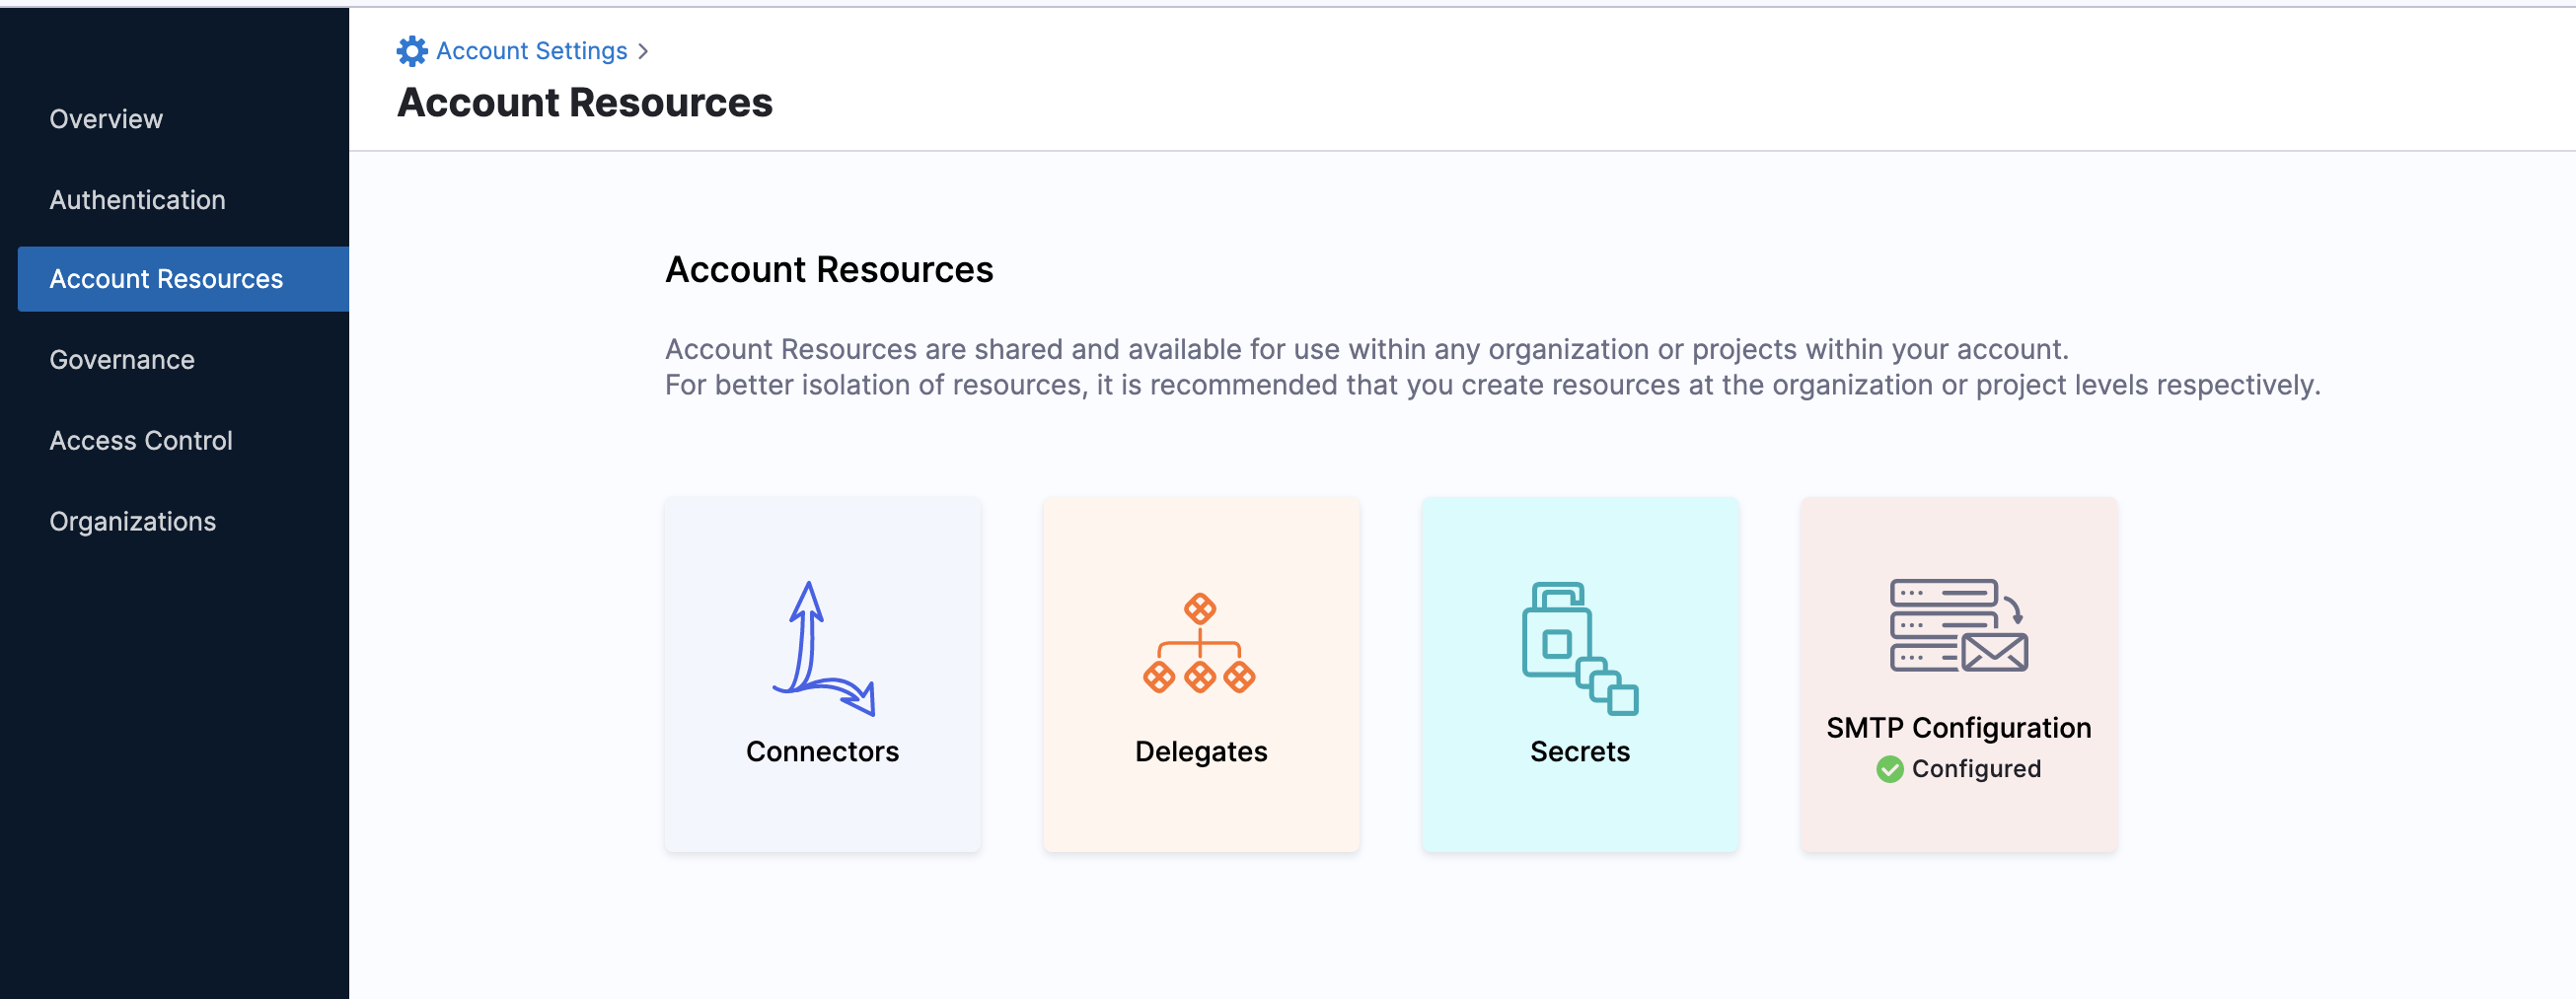 Overview
Authentication
Account Resources
Governance
Access Control
Organizations
Account Settings >
Account Resources
Account Resources
Account Resources are shared and available for use within any organization or projects within your account.
For better isolation of resources, it is recommended that you create resources at the organization or project levels respectively.
Connectors
Delegates
Secrets
SMTP Configuration
Configured